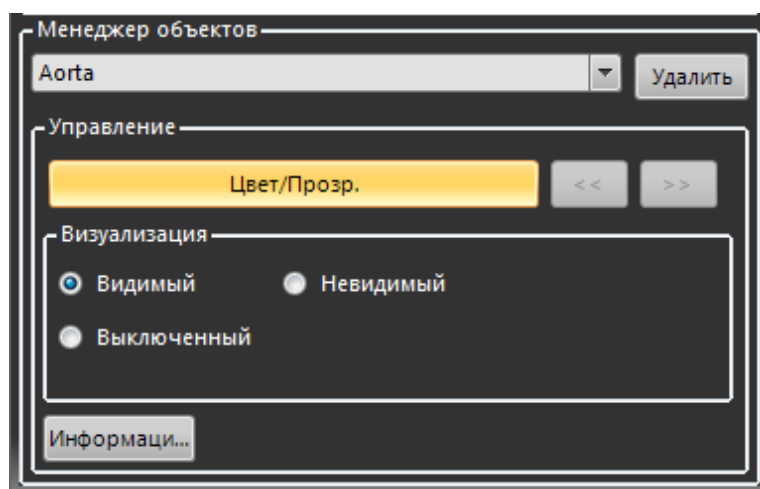 Менеджер объектов
Aorta
Удалить
Управление
Цвет/Прозр.
<<
>>
Визуализация
Видимый
Невидимый
Выключенный
Информаци...